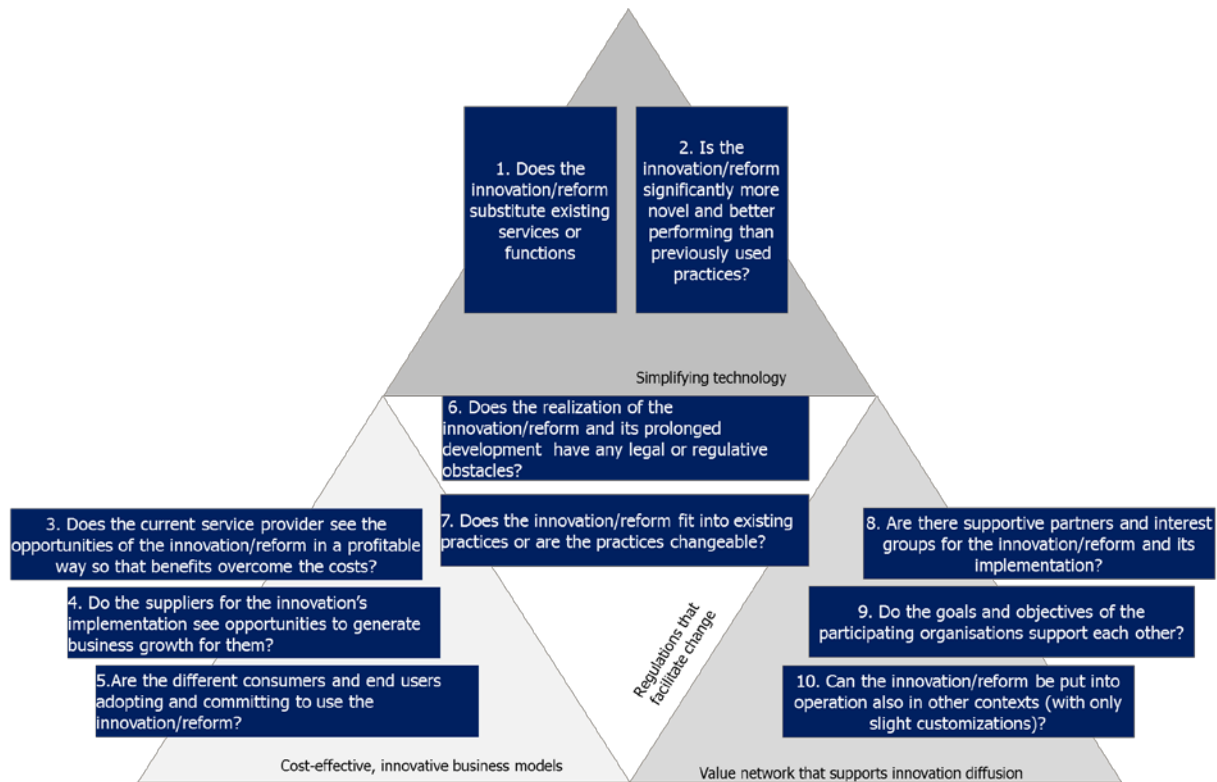 1. Does the
innovation/reform
substitute existing
services or
functions
2. Is the
innovation/reform
significantly more
novel and better
performing than
previously used
practices?
Simplifying technology
6. Does the realization of the
innovation/reform and its prolonged
development have any legal or regulative
obstacles?
7. Does the innovation/reform fit into existing
practices or are the practices changeable?
3. Does the current service provider see the
opportunities of the innovation/reform in a profitable
way so that benefits overcome the costs?
4. Do the suppliers for the innovation's
implementation see opportunities to generate
business growth for them?
5.Are the different consumers and end users
adopting and committing to use the
innovation/reform?
Cost-effective, innovative business models
Regulations that
facilitate change
8. Are there supportive partners and interest
groups for the innovation/reform and its
implementation?
9. Do the goals and objectives of the
participating organisations support each other?
10. Can the innovation/reform be put into
operation also in other contexts (with only
slight customizations)?
Value network that supports innovation diffusion